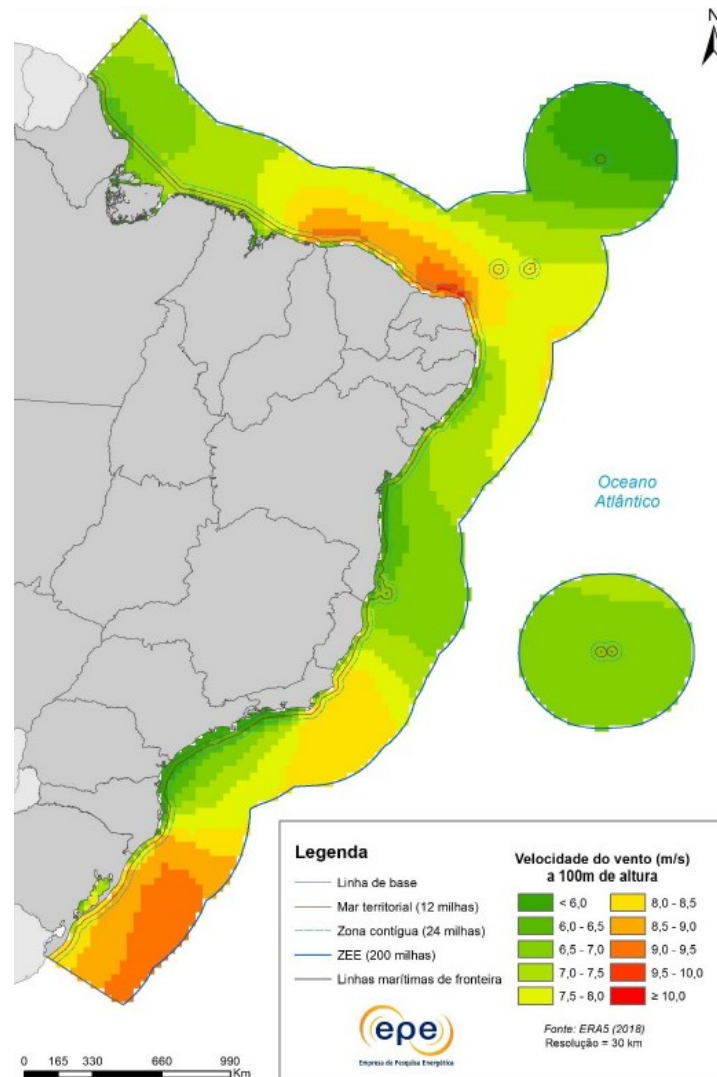 N
Oceano
Atlântico
Legenda
Linha de base
Mar territorial (12 milhas)
Zona contígua (24 milhas)
ZEE (200 milhas)
Linhas marítimas de fronteira
Velocidade do vento (m/s)
a 100m de altura
< 6,0
6,0 - 6,5
6,5 - 7,0
7,0 - 7,5
7,5 - 8,0
8,0 - 8,5
8,5 - 9,0
9,0 - 9,5
9,5 - 10,0
≥ 10,0
epe
Empresa de Pesquisa Energética
Fonte: ERA5 (2018)
Resolução = 30 km
0 165 330 660 990
Km